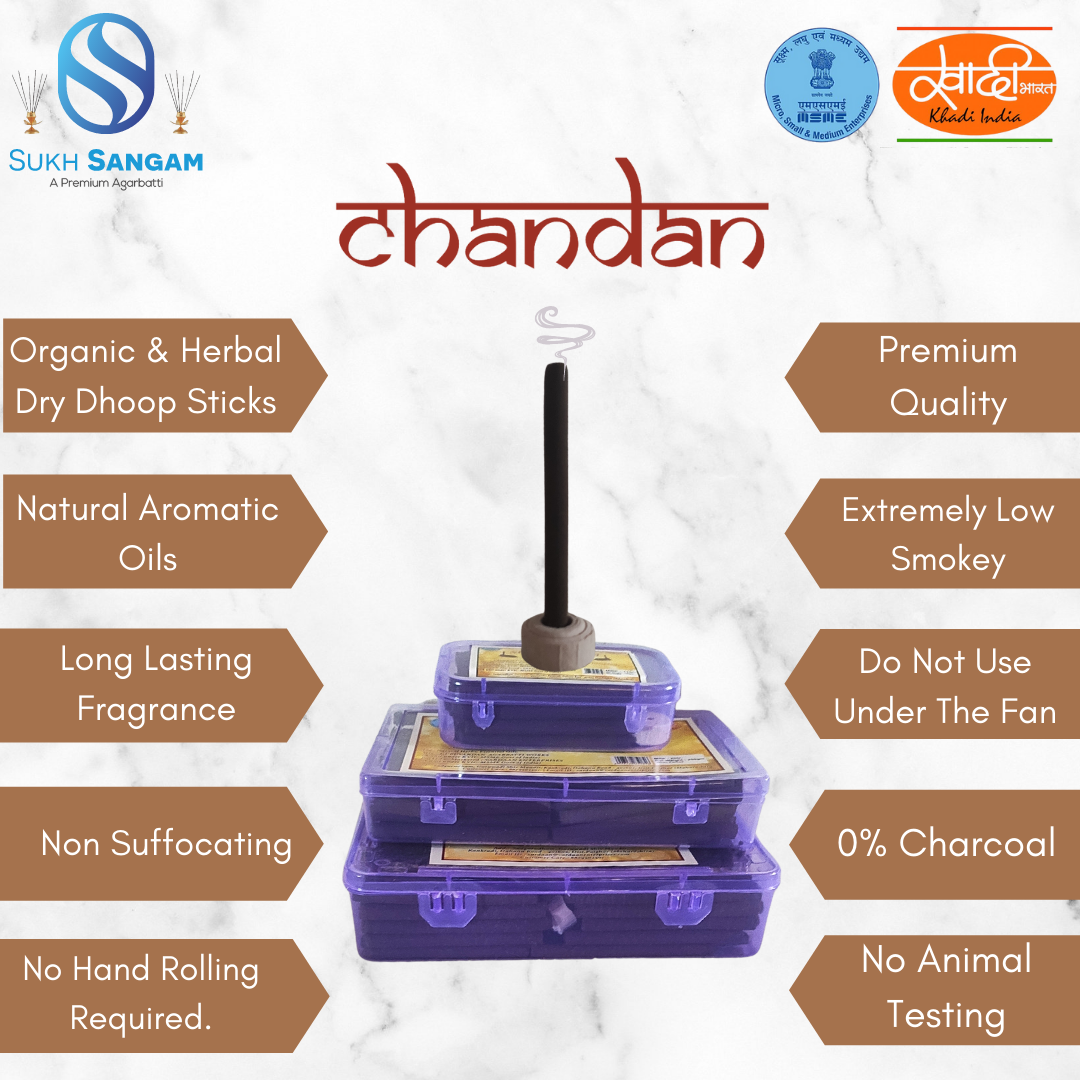 SUKH SANGAM
A Premium Agarbatti
सूक्ष्म, लघु एवं मध्यम उद्यम
एमएसएमई
MSME
Micro, Small & Medium Enterprises
खादी भारत
Khadi India
chandan
Organic & Herbal
Dry Dhoop Sticks
Natural Aromatic
Oils
Long Lasting
Fragrance
Non Suffocating
No Hand Rolling
Required.
Premium
Quality
Extremely Low
Smokey
Do Not Use
Under The Fan
0% Charcoal
No Animal
Testing